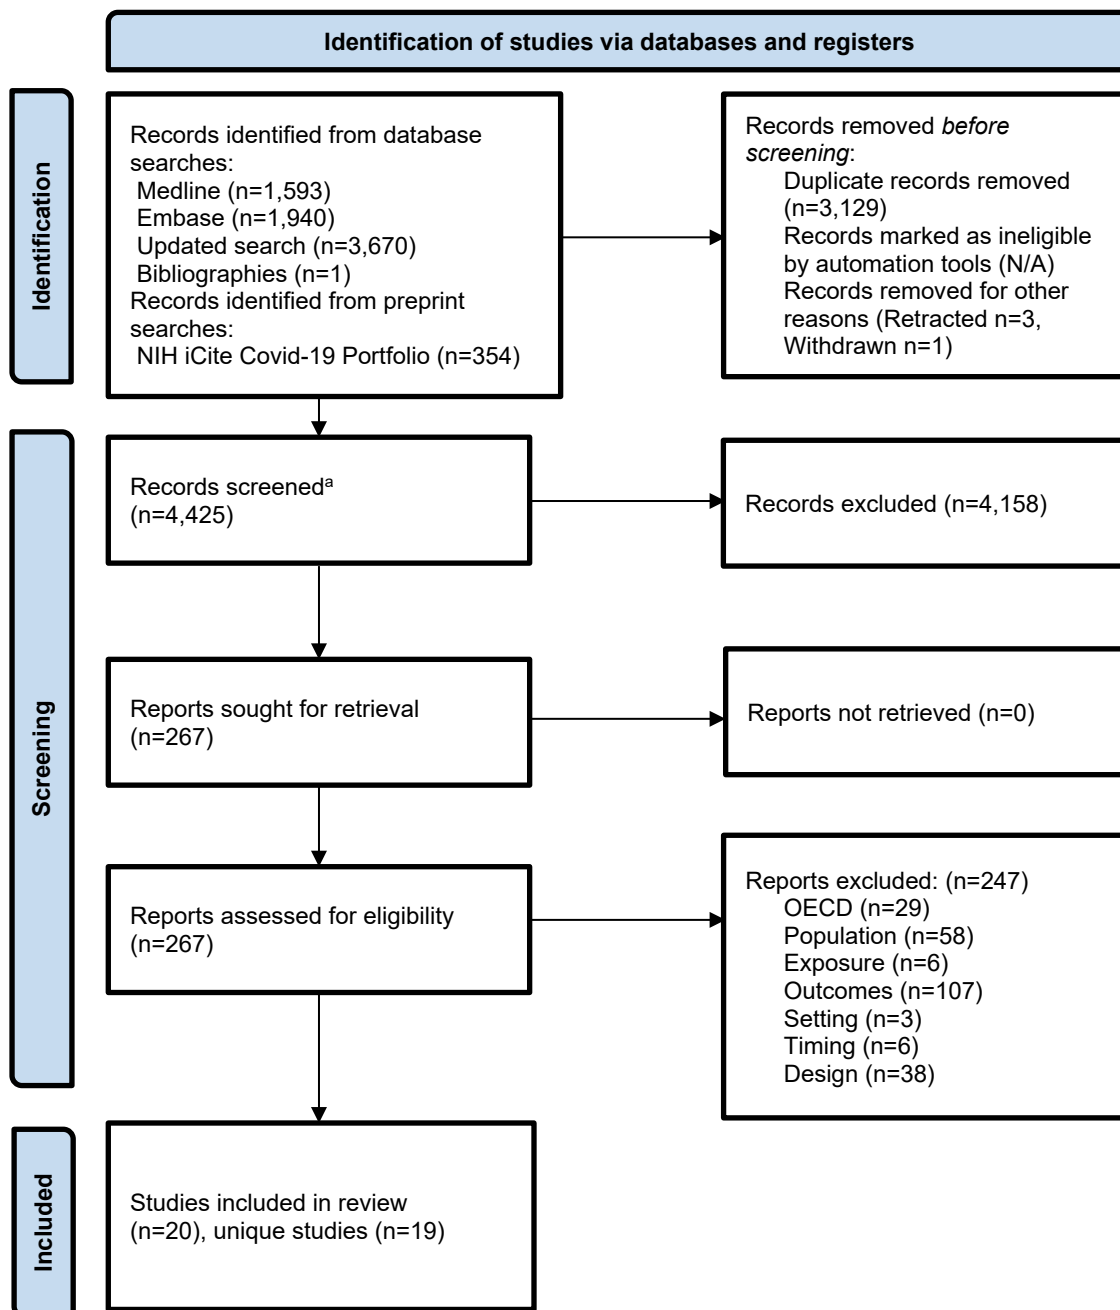 Identification of studies via databases and registers
Identification
Records identified from database
searches:
Medline (n=1,593)
Embase (n=1,940)
Updated search (n=3,670)
Bibliographies (n=1)
Records identified from preprint
searches:
NIH iCite Covid-19 Portfolio (n=354)
Records removed before
screening:
Duplicate records removed
(n=3,129)
Records marked as ineligible
by automation tools (N/A)
Records removed for other
reasons (Retracted n=3,
Withdrawn n=1)
Screening
Records screenedᵃ
(n=4,425)
Records excluded (n=4,158)
Reports sought for retrieval
(n=267)
Reports not retrieved (n=0)
Reports assessed for eligibility
(n=267)
Reports excluded: (n=247)
OECD (n=29)
Population (n=58)
Exposure (n=6)
Outcomes (n=107)
Setting (n=3)
Timing (n=6)
Design (n=38)
Included
Studies included in review
(n=20), unique studies (n=19)